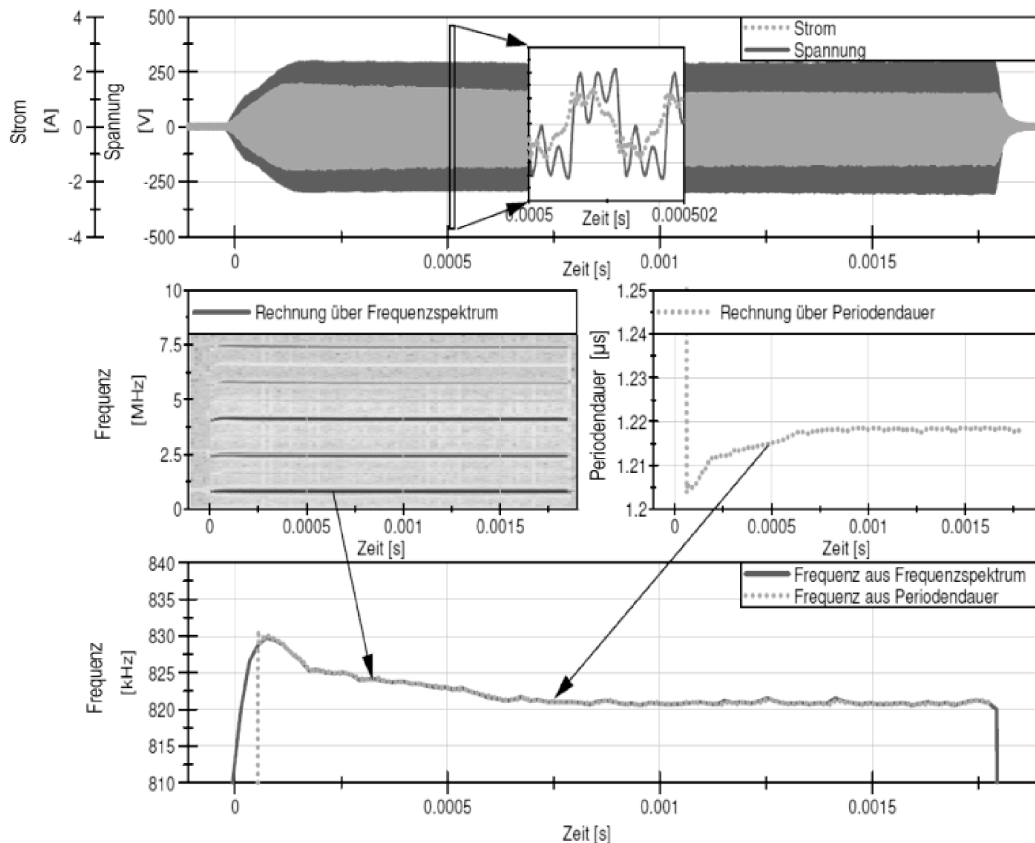 Strom
[A]
4
2
0
-2
-4
Spannung
[V]
500
250
0
-250
-500
Strom
Spannung
0.0005
0.000502
Zeit [s]
0
0.0005
0.001
0.0015
Zeit [s]
Frequenz
[MHz]
10
7.5
5
2.5
0
Rechnung über Frequenzspektrum
0
0.0005
0.001
0.0015
Zeit [s]
Periodendauer [µs]
1.25
1.24
1.23
1.22
1.21
1.2
Rechnung über Periodendauer
0
0.0005
0.001
0.0015
Zeit [s]
Frequenz
[kHz]
840
835
830
825
820
815
810
Frequenz aus Frequenzspektrum
Frequenz aus Periodendauer
0
0.0005
0.001
0.0015
Zeit [s]